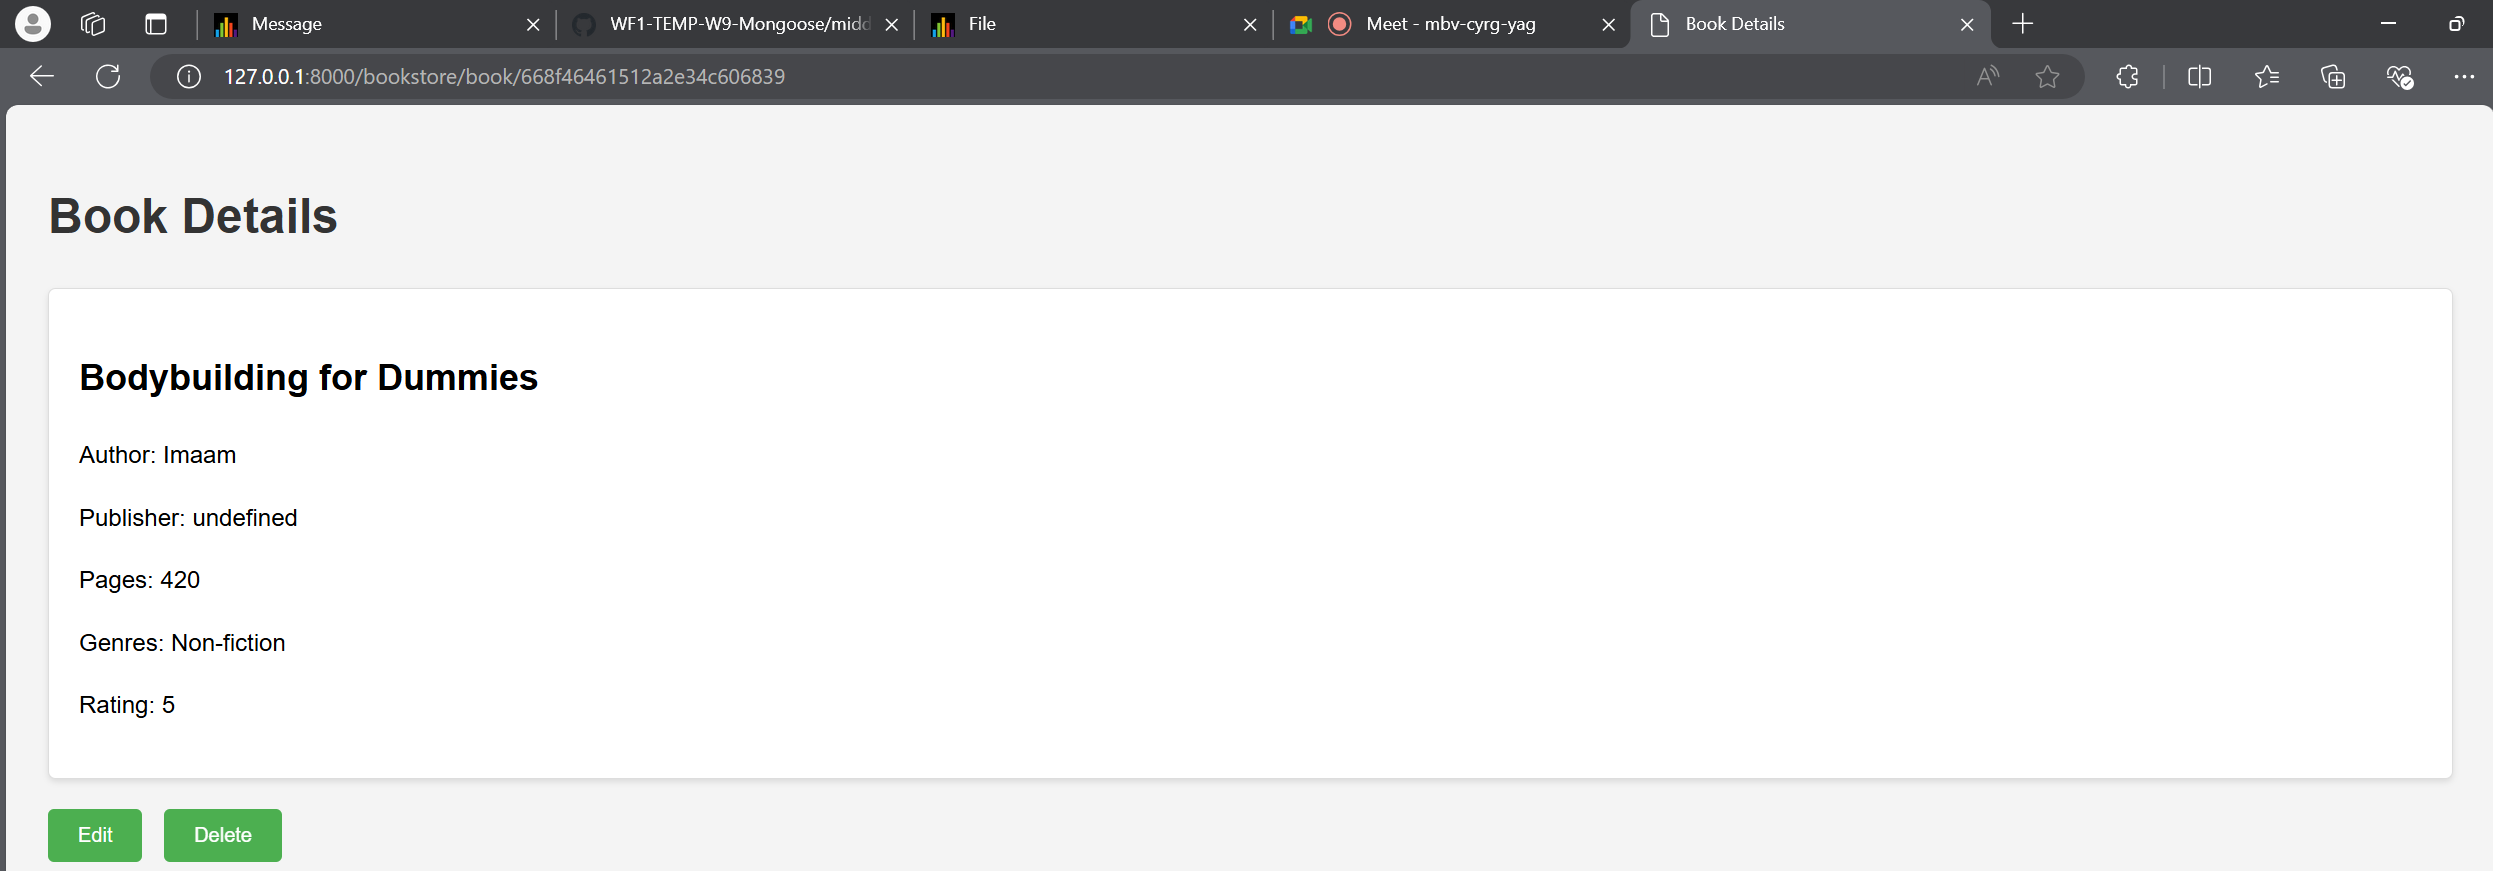 Message
WF1-TEMP-W9-Mongoose/midd
File
Meet - mbv-cyrg-yag
Book Details
127.0.0.1:8000/bookstore/book/668f46461512a2e34c606839
Book Details
Bodybuilding for Dummies
Author: Imaam
Publisher: undefined
Pages: 420
Genres: Non-fiction
Rating: 5
Edit
Delete